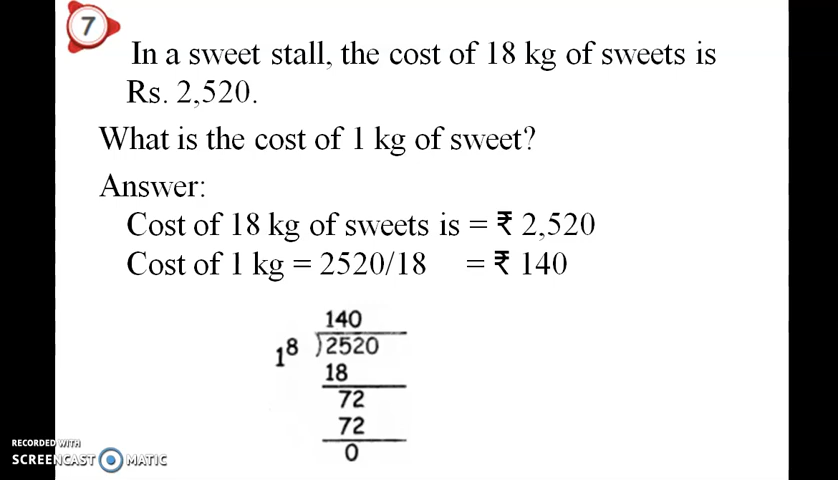 7
In a sweet stall, the cost of 18 kg of sweets is
Rs. 2,520.
What is the cost of 1 kg of sweet?
Answer:
Cost of 18 kg of sweets is = ₹ 2,520
Cost of 1 kg = 2520/18 = ₹ 140
140
18 )2520
18
72
72
0
RECORDED WITH
SCREENCAST MATIC